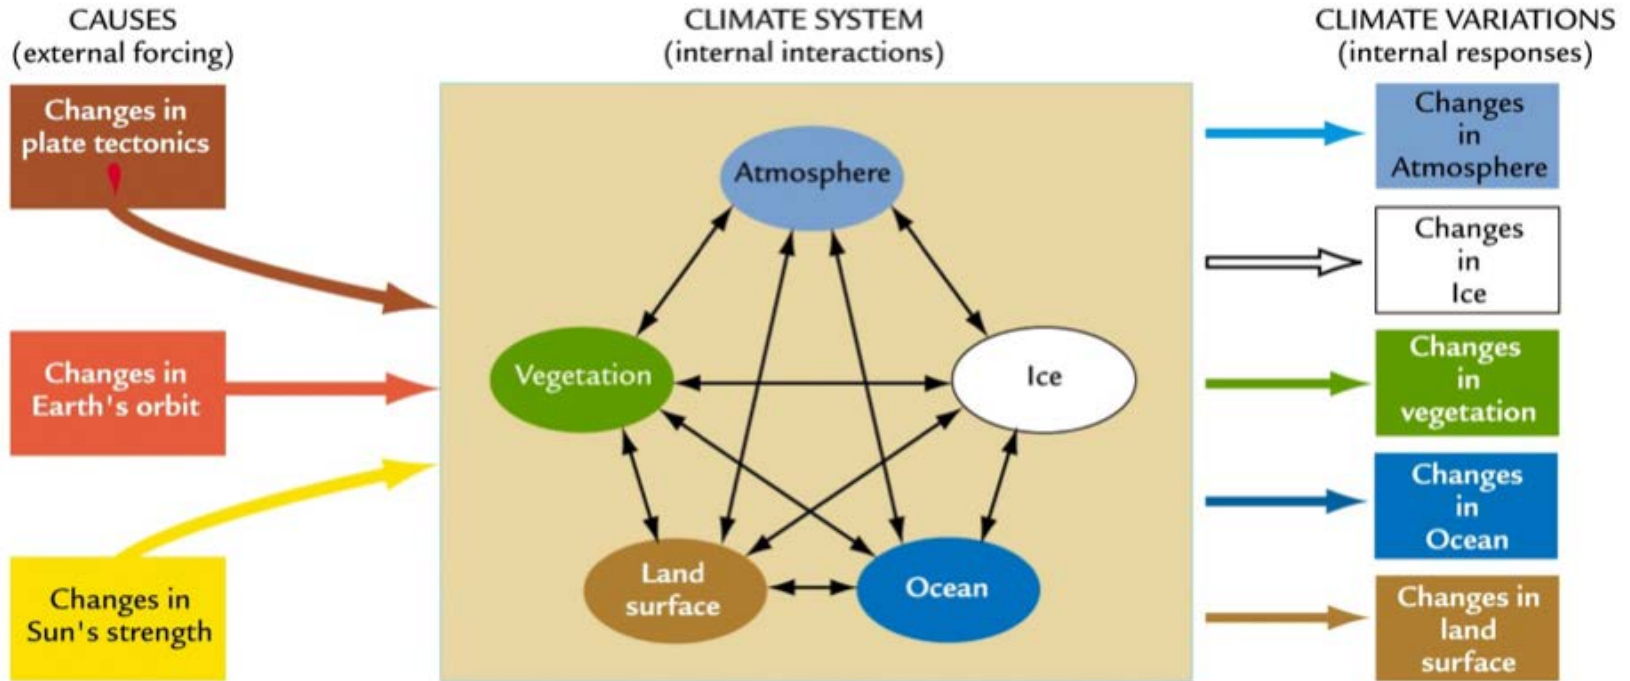 CAUSES
(external forcing)
Changes in
plate tectonics
Changes in
Earth's orbit
Changes in
Sun's strength
CLIMATE SYSTEM
(internal interactions)
Atmosphere
Vegetation
Ice
Land
surface
Ocean
CLIMATE VARIATIONS
(internal responses)
Changes
in
Atmosphere
Changes
in
Ice
Changes
in
vegetation
Changes
in
Ocean
Changes in
land
surface